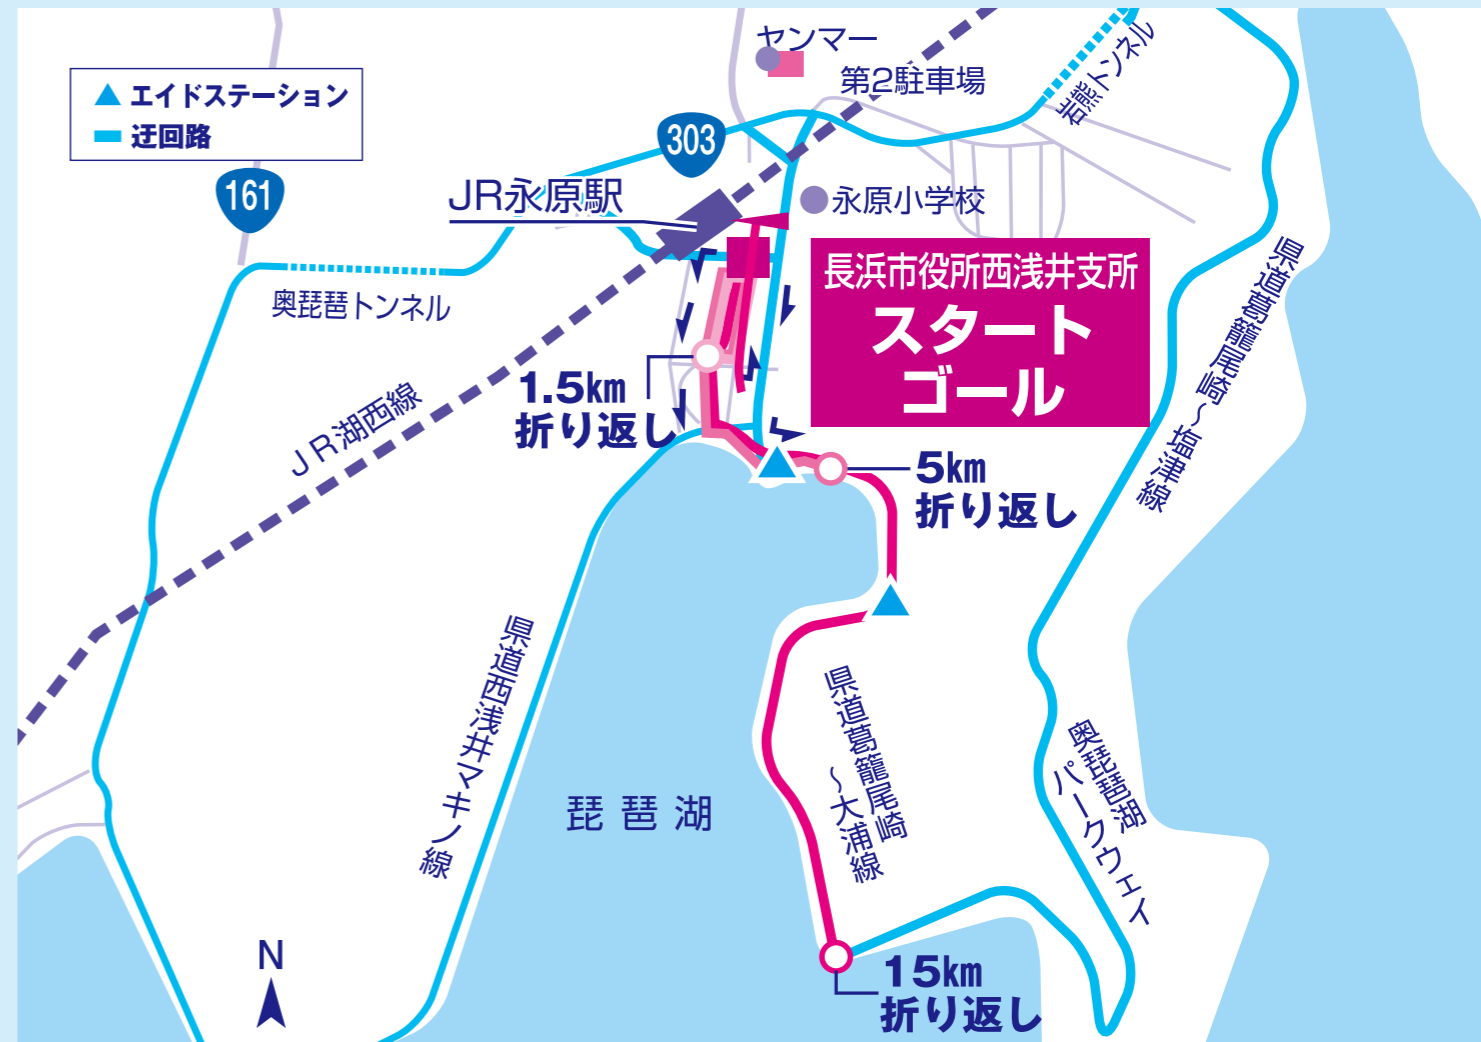 ヤンマー
第2駐車場
岩熊トンネル
エイドステーション
迂回路
303
161
JR永原駅
永原小学校
奥琵琶トンネル
長浜市役所西浅井支所
スタート
ゴール
県道葛籠尾崎～塩津線
1.5km
折り返し
JR湖西線
5km
折り返し
県道西浅井マキノ線
県道葛籠尾崎
～大浦線
奥琵琶湖
パークウェイ
琵琶湖
N
15km
折り返し